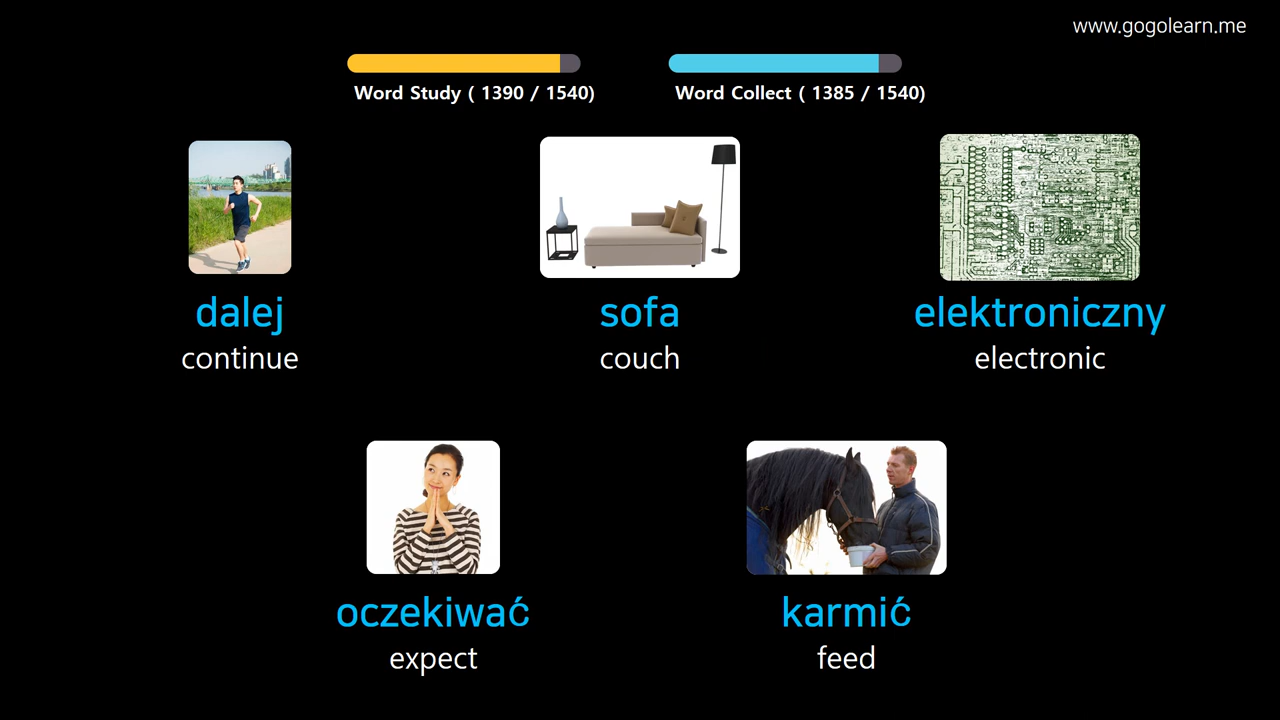 www.gogolearn.me
Word Study ( 1390 / 1540)
Word Collect ( 1385 / 1540)
dalej
continue
sofa
couch
elektroniczny
electronic
oczekiwać
expect
karmić
feed